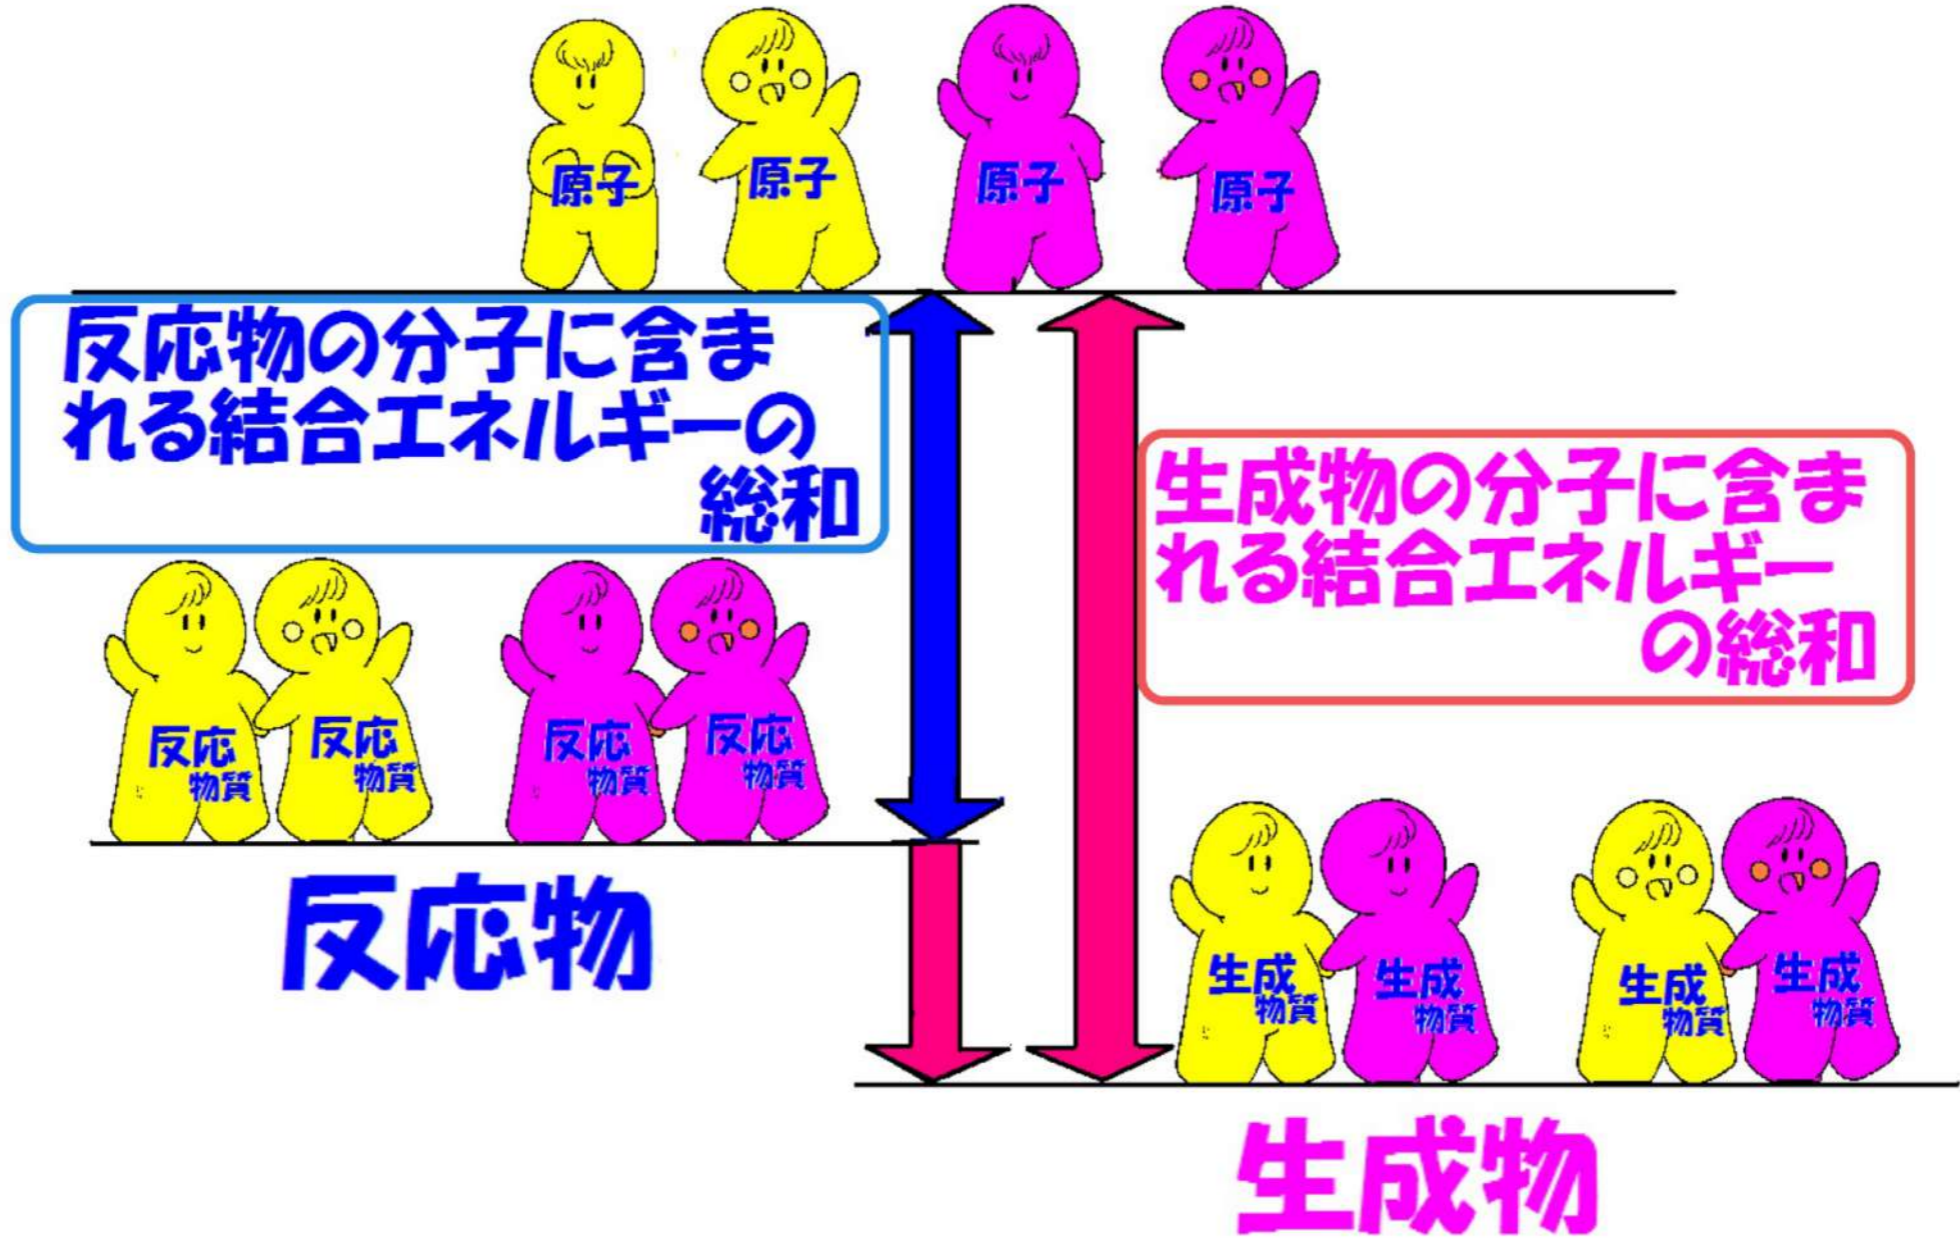 原子
原子
原子
原子
反応物の分子に含ま
れる結合エネルギーの
総和
生成物の分子に含ま
れる結合エネルギー
の総和
反応
物質
反応
物質
反応
物質
反応
物質
反応物
生成
物質
生成
物質
生成
物質
生成
物質
生成物